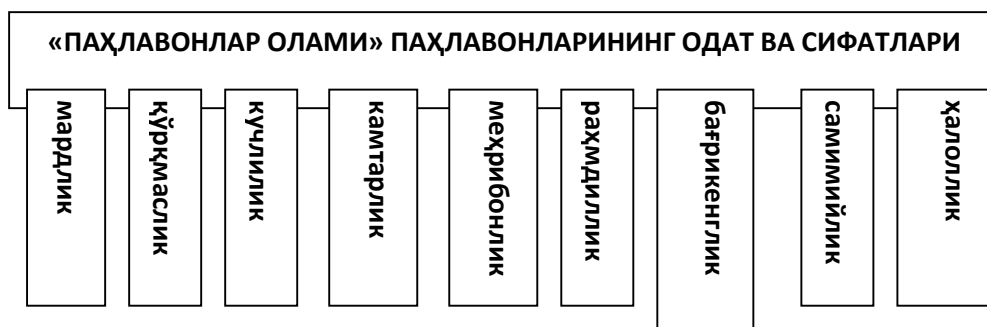 «ПАҲЛАВОНЛАР ОЛАМИ» ПАҲЛАВОНЛАРИНИНГ ОДАТ ВА СИФАТЛАРИ
мардлик
қўрқмаслик
кучлилик
камтарлик
меҳрибонлик
раҳмдиллик
бағрикенглик
самимийлик
ҳалоллик